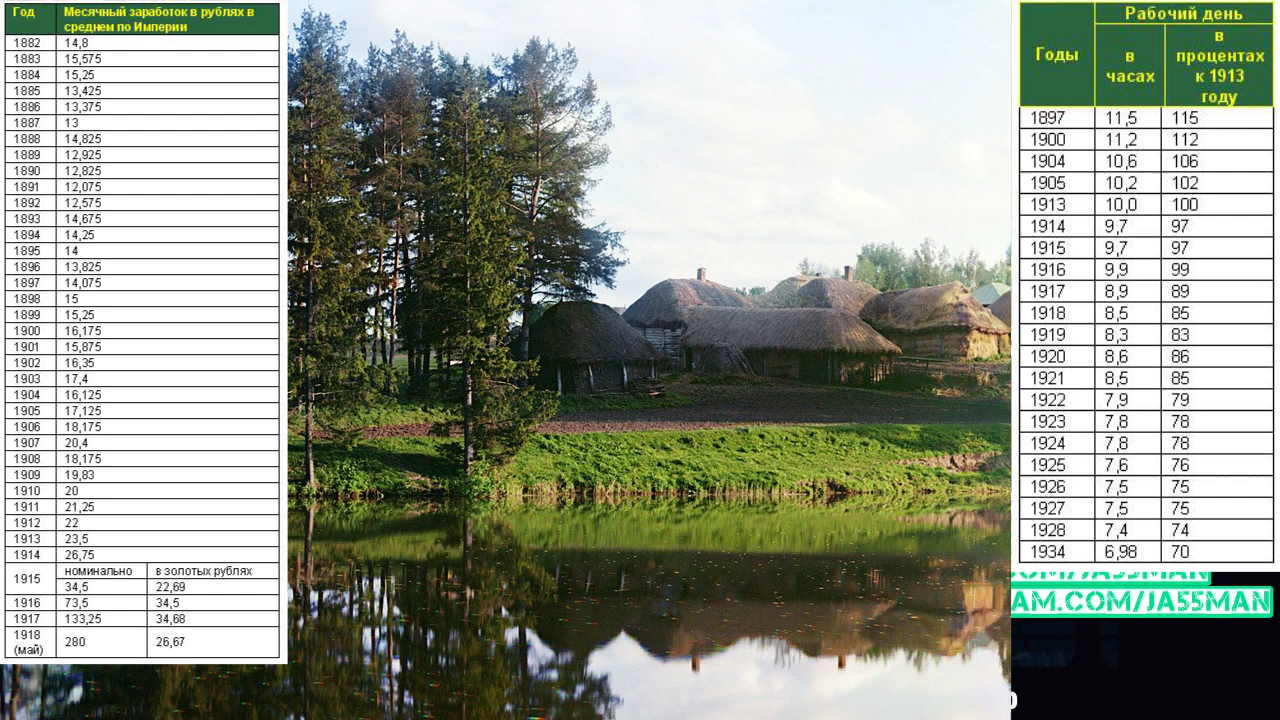 Год Месячный заработок в рублях в
среднем по Империи
1882 14,8
1883 15,575
1884 15,25
1885 13,425
1886 13,375
1887 13
1888 14,825
1889 12,925
1890 12,825
1891 12,075
1892 12,575
1893 14,675
1894 14,25
1895 14
1896 13,825
1897 14,075
1898 15
1899 15,25
1900 16,175
1901 15,875
1902 16,35
1903 17,4
1904 16,125
1905 17,125
1906 18,175
1907 20,4
1908 18,175
1909 19,83
1910 20
1911 21,25
1912 22
1913 23,5
1914 26,75
1915 номинально в золотых рублях
34,5 22,69
1916 73,5 34,5
1917 133,25 34,68
1918
(май) 280 26,67
Годы Рабочий день
в
часах
в
процентах
к 1913
году
1897 11,5 115
1900 11,2 112
1904 10,6 106
1905 10,2 102
1913 10,0 100
1914 9,7 97
1915 9,7 97
1916 9,9 99
1917 8,9 89
1918 8,5 85
1919 8,3 83
1920 8,6 86
1921 8,5 85
1922 7,9 79
1923 7,8 78
1924 7,8 78
1925 7,6 76
1926 7,5 75
1927 7,5 75
1928 7,4 74
1934 6,98 70
COM/JA55MAN
AM.COM/JA55MAN